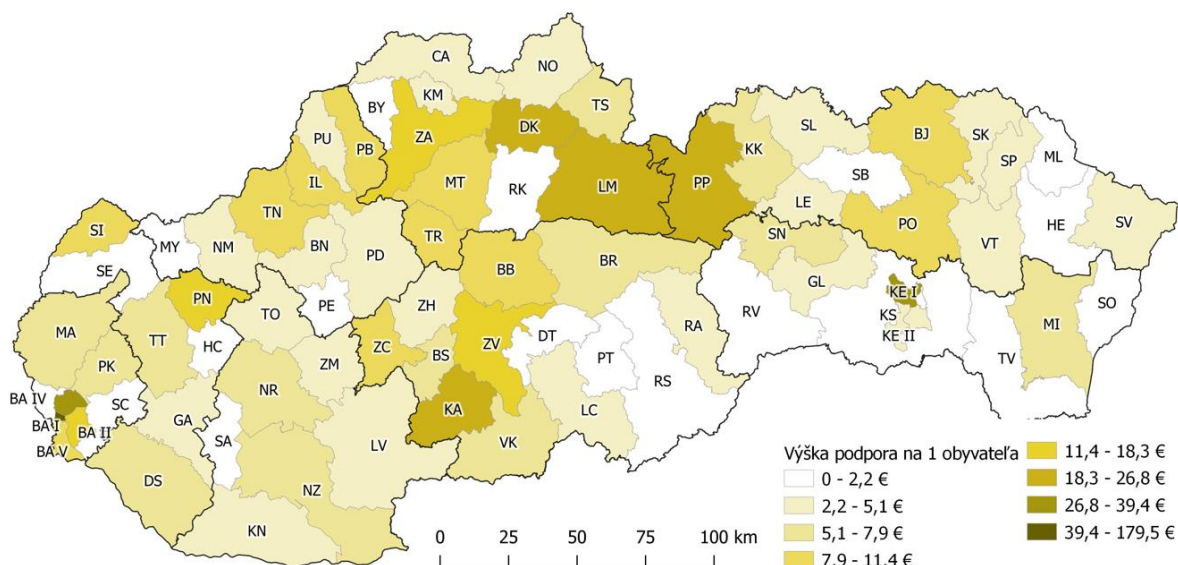 CA
NO
BY
KM
TS
PU
PB
ZA
DK
SL
BJ
SK
KK
SP
ML
IL
MT
RK
LM
PP
SB
LE
HE
SV
TN
SI
MY
NM
BN
PD
TR
BB
BR
SN
PO
VT
SE
PN
TO
PE
ZH
GL
RV
KE I
KS
KE II
SO
MA
TT
HC
ZM
ZC
BS
ZV
DT
PT
RA
MI
TV
PK
NR
RS
BA IV
SC
GA
KA
LC
BA I
BA II
BA V
SA
LV
VK
DS
NZ
KN
Výška podpora na 1 obyvateľa
0 - 2,2 €
2,2 - 5,1 €
5,1 - 7,9 €
7,9 - 11,4 €
11,4 - 18,3 €
18,3 - 26,8 €
26,8 - 39,4 €
39,4 - 179,5 €
0 25 50 75 100 km